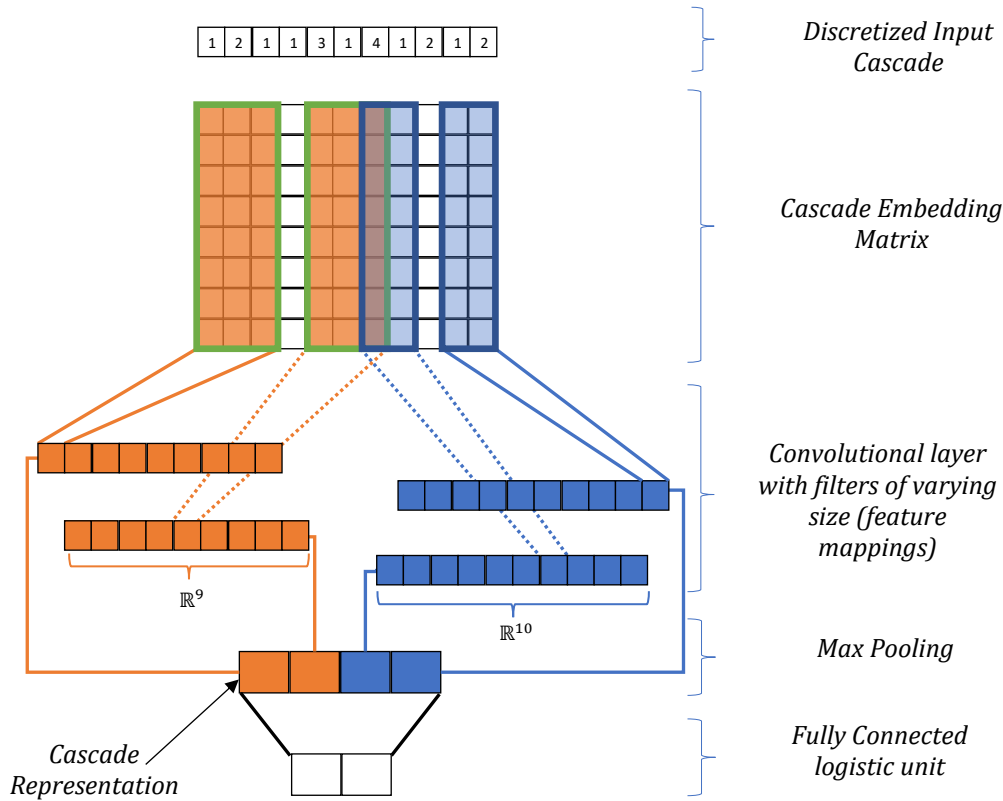 1 2 1 1 3 1 4 1 2 1 2
Discretized Input
Cascade
Cascade Embedding
Matrix
Convolutional layer
with filters of varying
size (feature
mappings)
ℝ⁹
ℝ¹⁰
Max Pooling
Cascade
Representation
Fully Connected
logistic unit